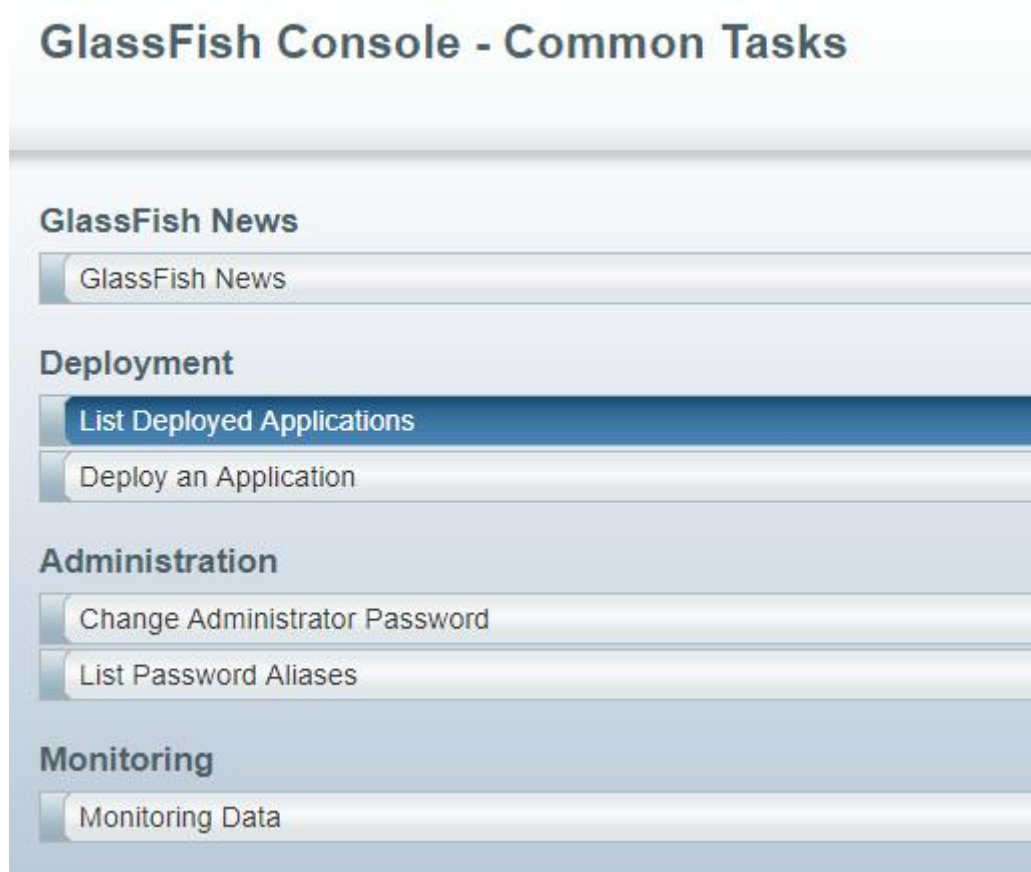 GlassFish Console - Common Tasks
GlassFish News
GlassFish News
Deployment
List Deployed Applications
Deploy an Application
Administration
Change Administrator Password
List Password Aliases
Monitoring
Monitoring Data